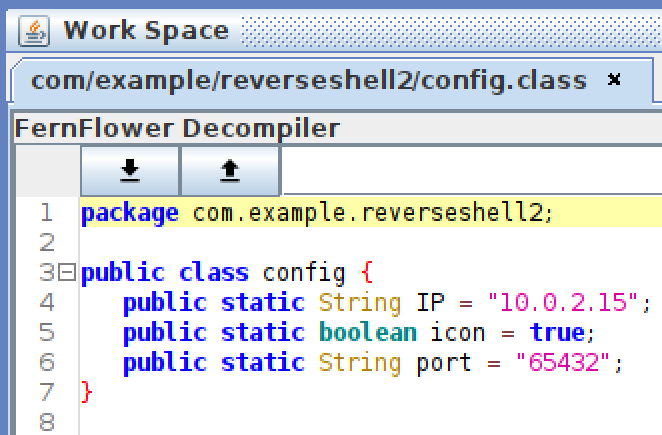 Work Space
com/example/reverseshell2/config.class ×
FernFlower Decompiler
1 package com.example.reverseshell2;
2
3 public class config {
4 public static String IP = "10.0.2.15";
5 public static boolean icon = true;
6 public static String port = "65432";
7 }
8